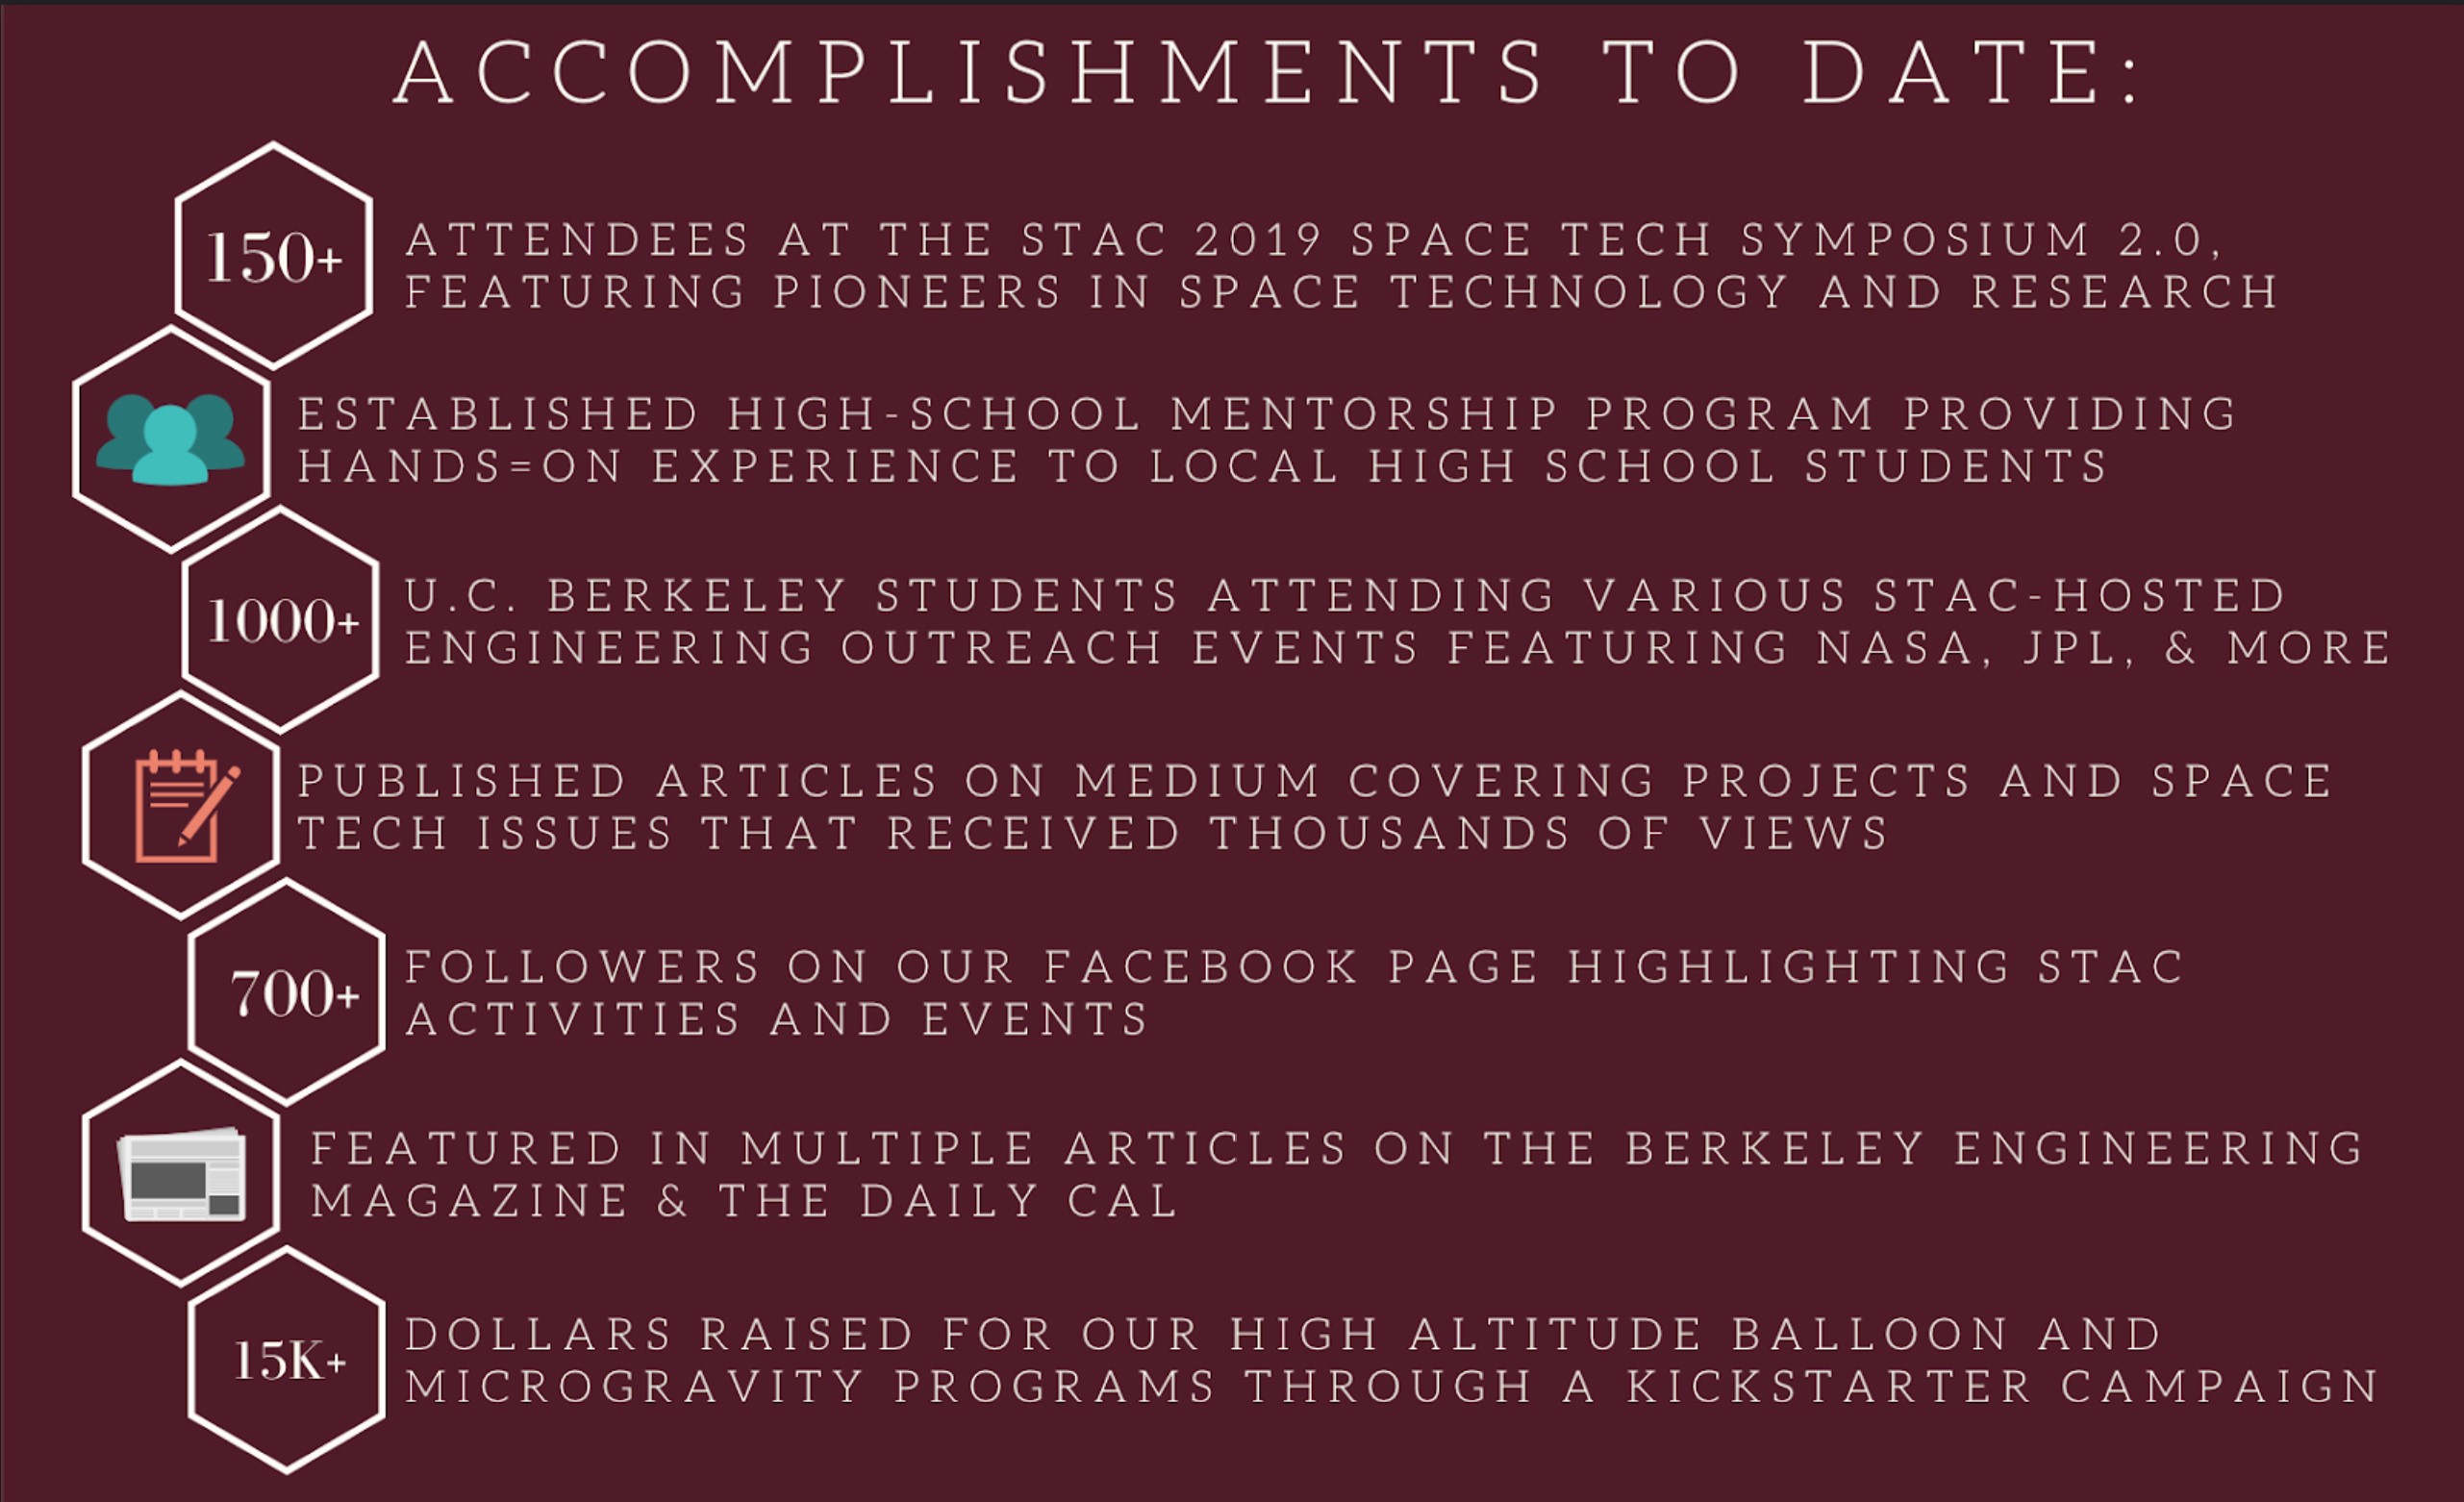 ACCOMPLISHMENTS TO DATE:
150+
ATTENDEES AT THE STAC 2019 SPACE TECH SYMPOSIUM 2.0,
FEATURING PIONEERS IN SPACE TECHNOLOGY AND RESEARCH
ESTABLISHED HIGH-SCHOOL MENTORSHIP PROGRAM PROVIDING
HANDS=ON EXPERIENCE TO LOCAL HIGH SCHOOL STUDENTS
1000+
U.C. BERKELEY STUDENTS ATTENDING VARIOUS STAC-HOSTED
ENGINEERING OUTREACH EVENTS FEATURING NASA, JPL, & MORE
PUBLISHED ARTICLES ON MEDIUM COVERING PROJECTS AND SPACE
TECH ISSUES THAT RECEIVED THOUSANDS OF VIEWS
700+
FOLLOWERS ON OUR FACEBOOK PAGE HIGHLIGHTING STAC
ACTIVITIES AND EVENTS
FEATURED IN MULTIPLE ARTICLES ON THE BERKELEY ENGINEERING
MAGAZINE & THE DAILY CAL
15K+
DOLLARS RAISED FOR OUR HIGH ALTITUDE BALLOON AND
MICROGRAVITY PROGRAMS THROUGH A KICKSTARTER CAMPAIGN